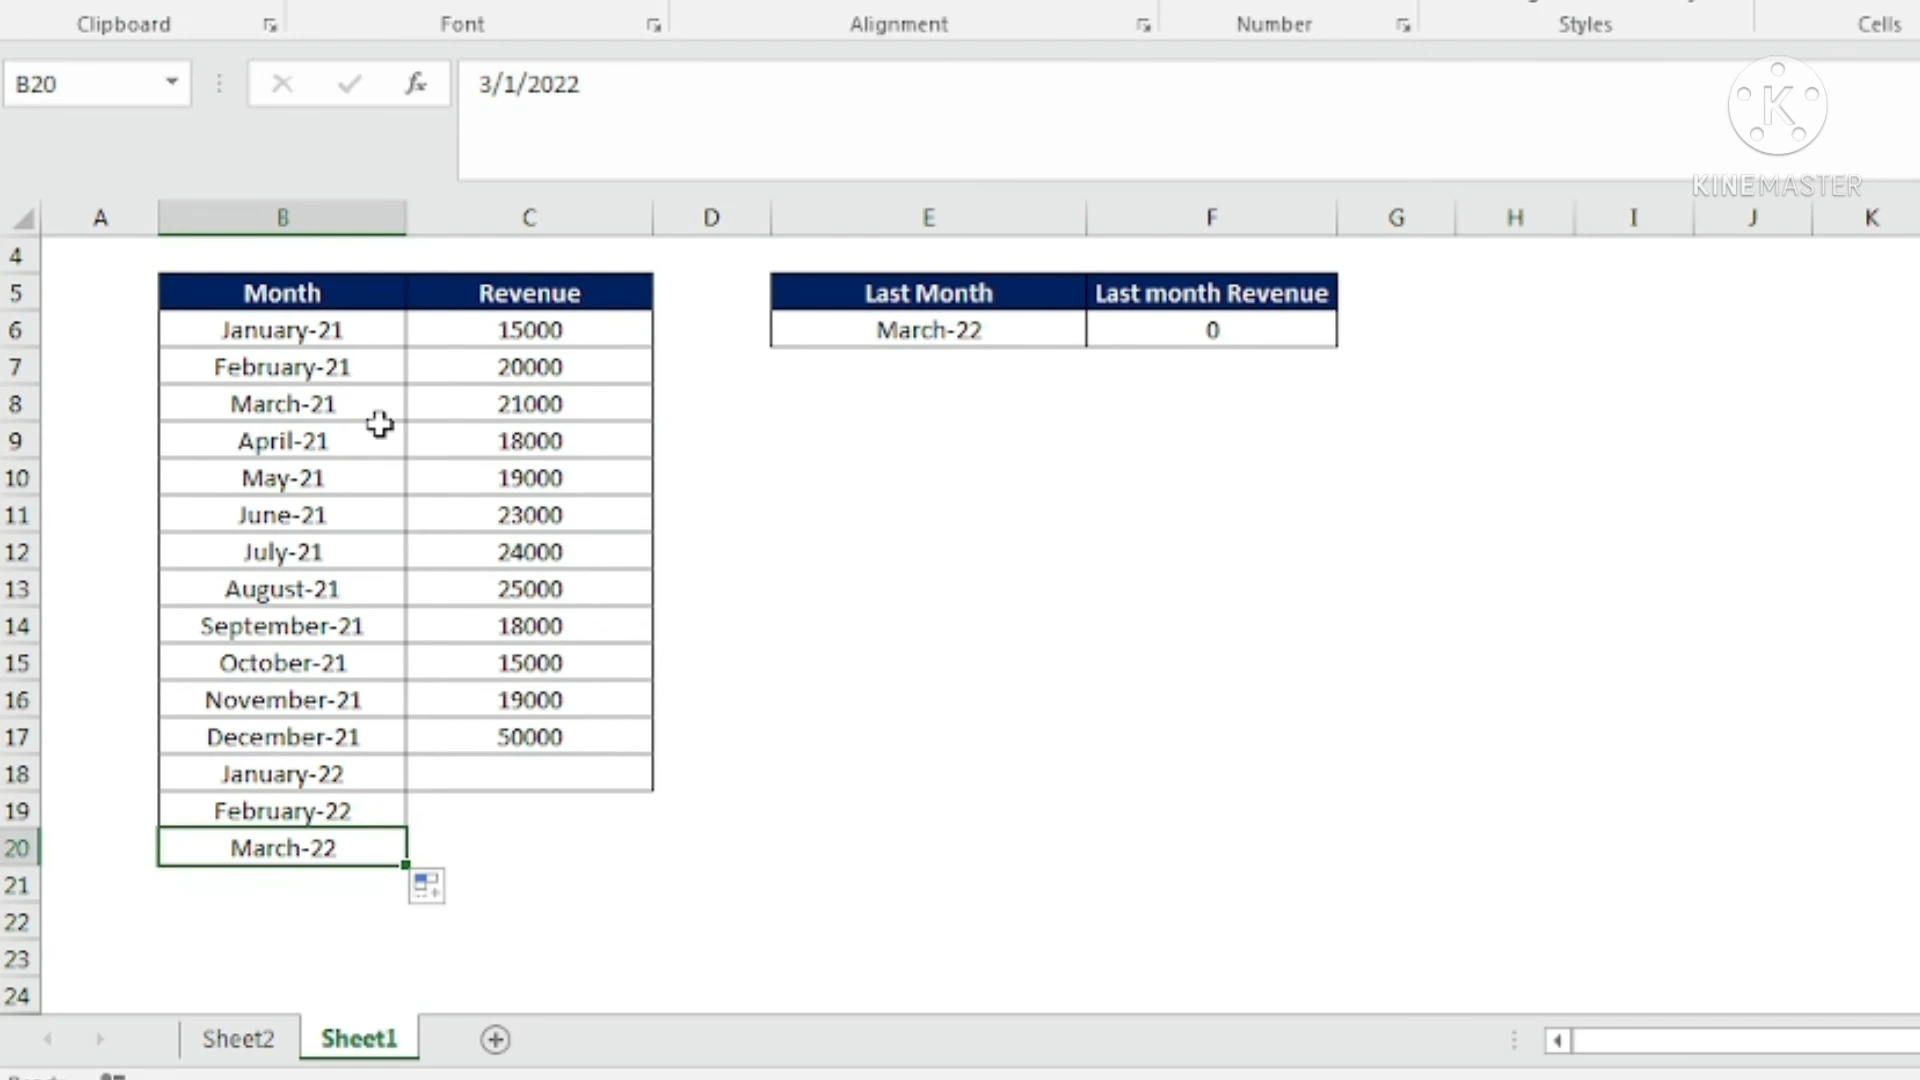 Clipboard Font Alignment Number Styles Cells
B20 fx 3/1/2022
K
KINEMASTER
A B C D E F G H I J K
4
5 Month Revenue Last Month Last month Revenue
6 January-21 15000 March-22 0
7 February-21 20000
8 March-21 21000
9 April-21 18000
10 May-21 19000
11 June-21 23000
12 July-21 24000
13 August-21 25000
14 September-21 18000
15 October-21 15000
16 November-21 19000
17 December-21 50000
18 January-22
19 February-22
20 March-22
21
22
23
24
Sheet2 Sheet1